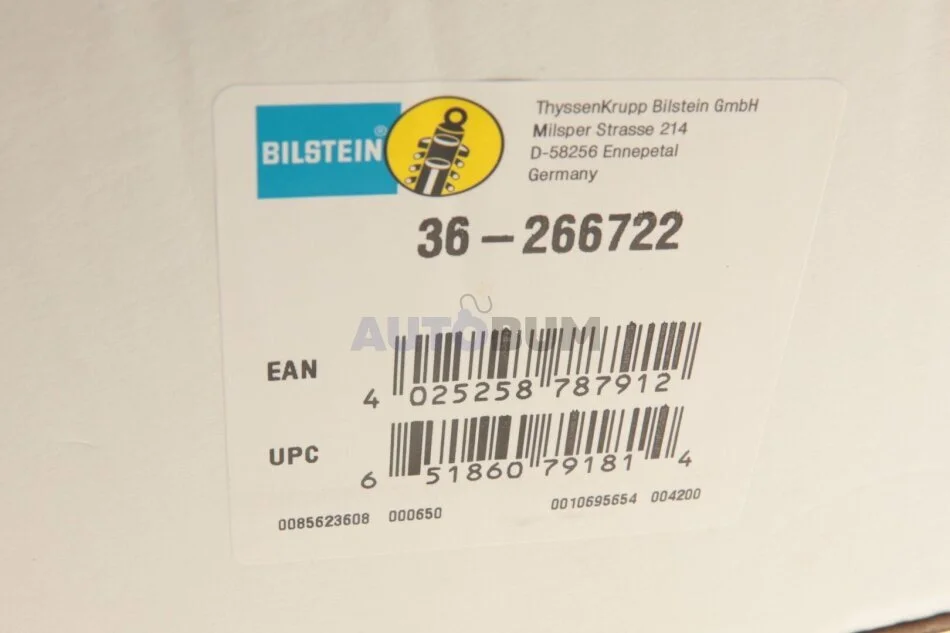 BILSTEIN®
ThyssenKrupp Bilstein GmbH
Milsper Strasse 214
D-58256 Ennepetal
Germany
36-266722
AUTOBUM
EAN
4 025258 787912
UPC
6 51860 79181 4
0085623608 000650
0010695654 004200